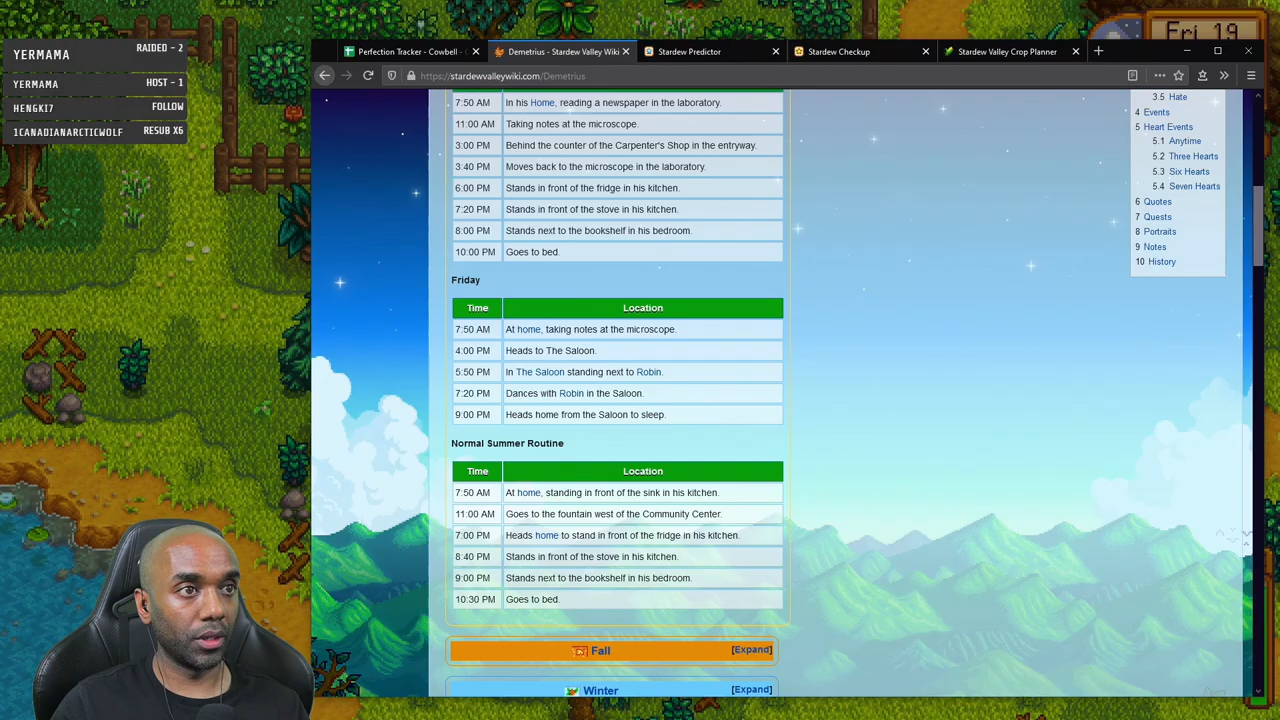 YERMAMA RAIDED - 2
YERMAMA HOST - 1
HENGKI7 FOLLOW
1CANADIANARCTICWOLF RESUB X6
Fri 19
Perfection Tracker - Cowbell -
Demetrius - Stardew Valley Wiki
Stardew Predictor
Stardew Checkup
Stardew Valley Crop Planner
https://stardewvalleywiki.com/Demetrius
7:50 AM In his Home, reading a newspaper in the laboratory.
11:00 AM Taking notes at the microscope.
3:00 PM Behind the counter of the Carpenter's Shop in the entryway.
3:40 PM Moves back to the microscope in the laboratory.
6:00 PM Stands in front of the fridge in his kitchen.
7:20 PM Stands in front of the stove in his kitchen.
8:00 PM Stands next to the bookshelf in his bedroom.
10:00 PM Goes to bed.
Friday
Time Location
7:50 AM At home, taking notes at the microscope.
4:00 PM Heads to The Saloon.
5:50 PM In The Saloon standing next to Robin.
7:20 PM Dances with Robin in the Saloon.
9:00 PM Heads home from the Saloon to sleep.
Normal Summer Routine
Time Location
7:50 AM At home, standing in front of the sink in his kitchen.
11:00 AM Goes to the fountain west of the Community Center.
7:00 PM Heads home to stand in front of the fridge in his kitchen.
8:40 PM Stands in front of the stove in his kitchen.
9:00 PM Stands next to the bookshelf in his bedroom.
10:30 PM Goes to bed.
Fall [Expand]
Winter [Expand]
3.5 Hate
4 Events
5 Heart Events
5.1 Anytime
5.2 Three Hearts
5.3 Six Hearts
5.4 Seven Hearts
6 Quotes
7 Quests
8 Portraits
9 Notes
10 History